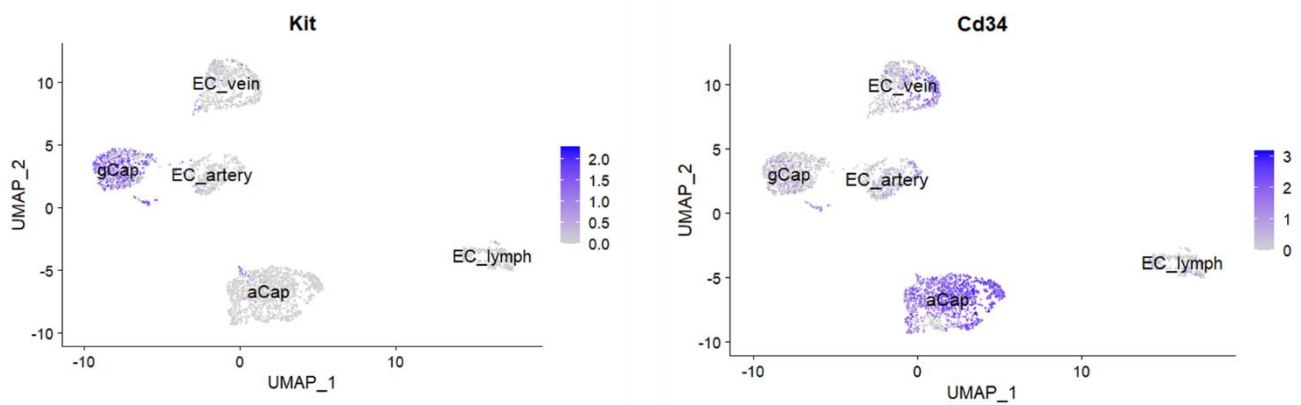 Kit
10
5
0
-5
-10
UMAP_2
EC_vein
gCap
EC_artery
EC_lymph
aCap
2.0
1.5
1.0
0.5
0.0
-10
0
10
UMAP_1
Cd34
10
5
0
-5
-10
UMAP_2
EC_vein
gCap
EC_artery
EC_lymph
aCap
3
2
1
0
-10
0
10
UMAP_1